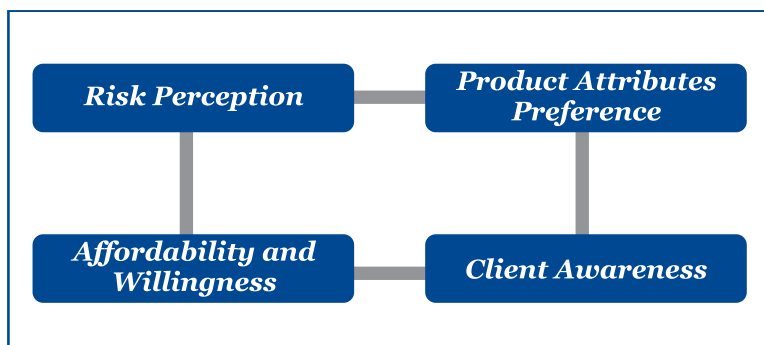 Risk Perception
Product Attributes
Preference
Affordability and
Willingness
Client Awareness